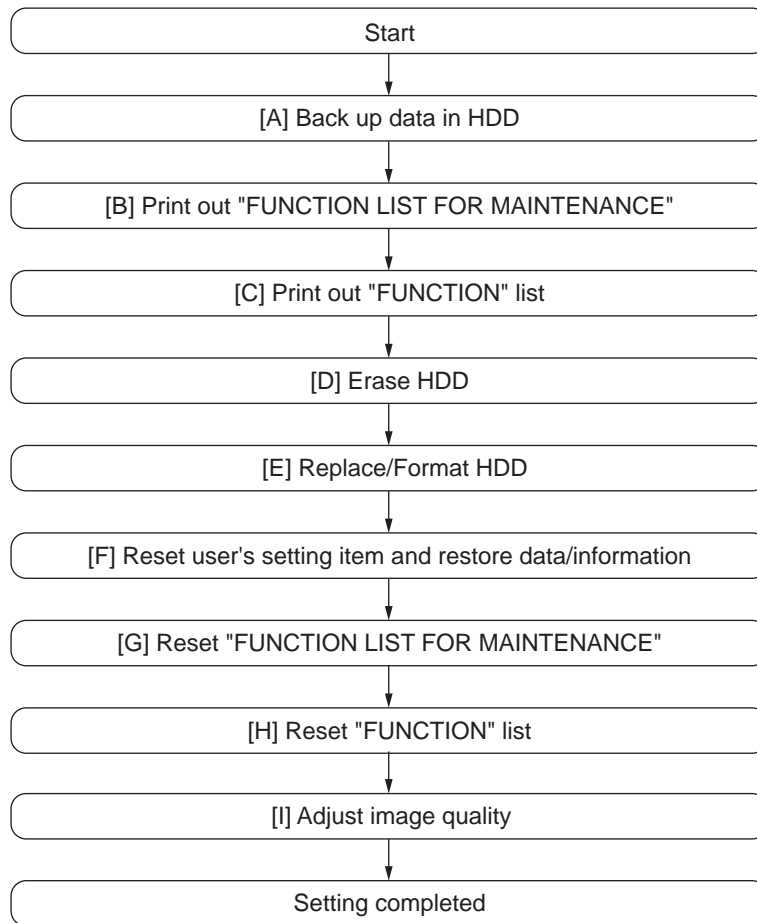 Start
[A] Back up data in HDD
[B] Print out "FUNCTION LIST FOR MAINTENANCE"
[C] Print out "FUNCTION" list
[D] Erase HDD
[E] Replace/Format HDD
[F] Reset user's setting item and restore data/information
[G] Reset "FUNCTION LIST FOR MAINTENANCE"
[H] Reset "FUNCTION" list
[I] Adjust image quality
Setting completed